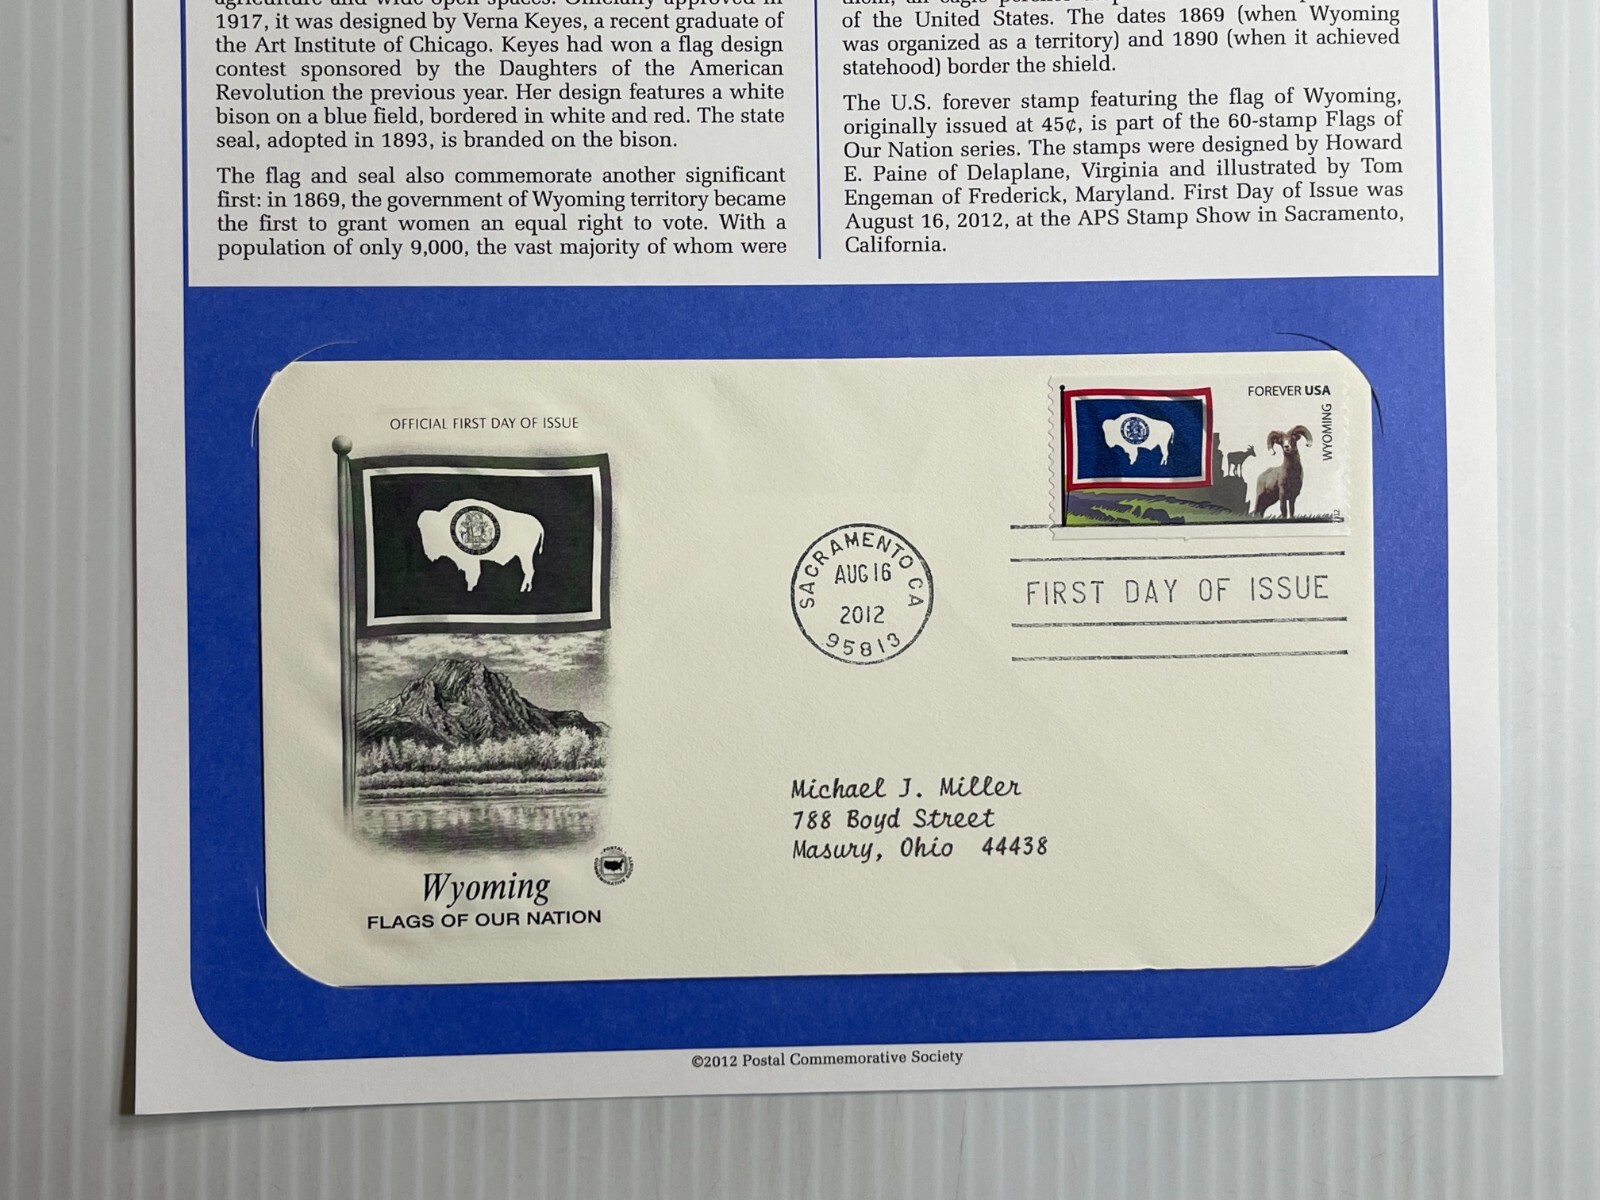 1917, it was designed by Verna Keyes, a recent graduate of
the Art Institute of Chicago. Keyes had won a flag design
contest sponsored by the Daughters of the American
Revolution the previous year. Her design features a white
bison on a blue field, bordered in white and red. The state
seal, adopted in 1893, is branded on the bison.
The flag and seal also commemorate another significant
first: in 1869, the government of Wyoming territory became
the first to grant women an equal right to vote. With a
population of only 9,000, the vast majority of whom were
of the United States. The dates 1869 (when Wyoming
was organized as a territory) and 1890 (when it achieved
statehood) border the shield.
The U.S. forever stamp featuring the flag of Wyoming,
originally issued at 45¢, is part of the 60-stamp Flags of
Our Nation series. The stamps were designed by Howard
E. Paine of Delaplane, Virginia and illustrated by Tom
Engeman of Frederick, Maryland. First Day of Issue was
August 16, 2012, at the APS Stamp Show in Sacramento,
California.
OFFICIAL FIRST DAY OF ISSUE
FOREVER USA
WYOMING
SACRAMENTO CA
AUG 16
2012
95813
FIRST DAY OF ISSUE
Michael J. Miller
788 Boyd Street
Masury, Ohio 44438
Wyoming
FLAGS OF OUR NATION
©2012 Postal Commemorative Society